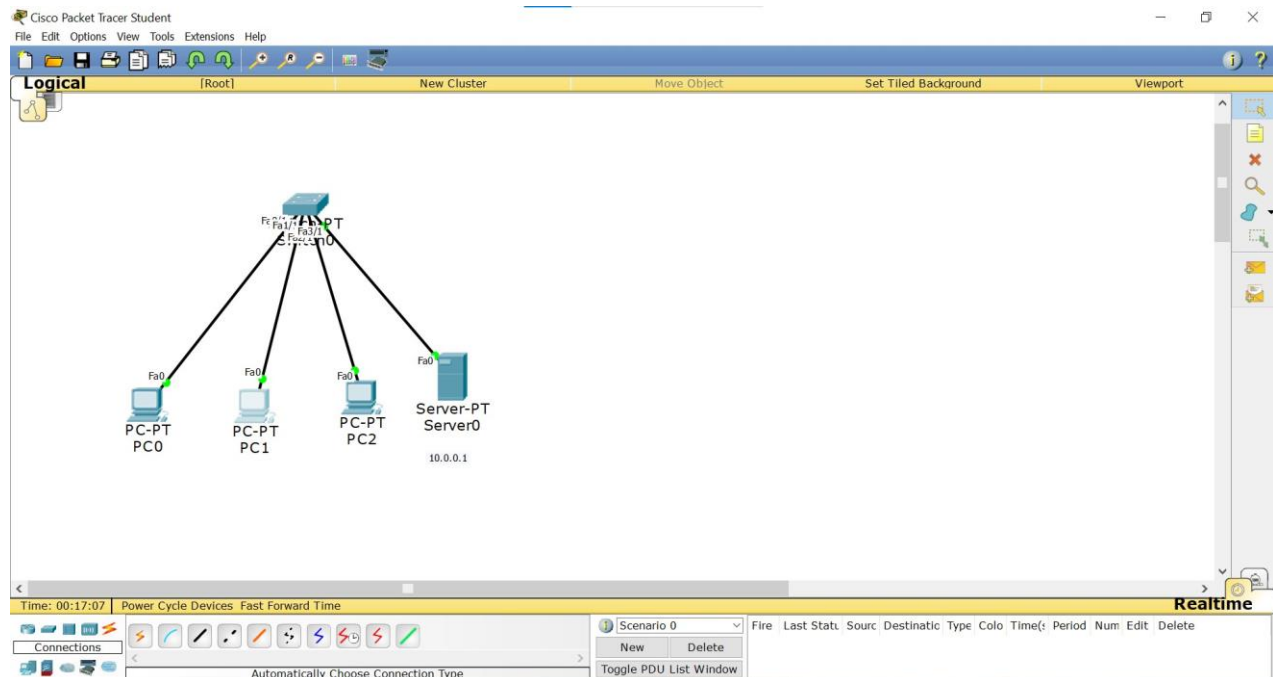 Cisco Packet Tracer Student
File Edit Options View Tools Extensions Help
Logical [Root] New Cluster Move Object Set Tiled Background Viewport
Fa1/1
Fa3/1
Switch0
Fa0 Fa0 Fa0 Fa0
PC-PT
PC0
PC-PT
PC1
PC-PT
PC2
Server-PT
Server0
10.0.0.1
Time: 00:17:07 Power Cycle Devices Fast Forward Time Realtime
Connections
Automatically Choose Connection Type
Scenario 0
New Delete
Toggle PDU List Window
Fire Last Statu Sourc Destinatic Type Colo Time(s Period Num Edit Delete